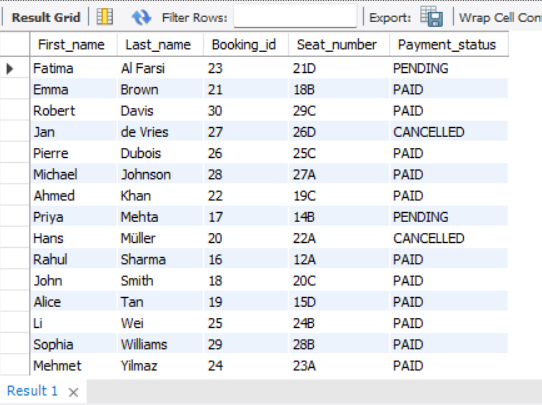 Result Grid Filter Rows: Export: Wrap Cell Con
First_name Last_name Booking_id Seat_number Payment_status
Fatima Al Farsi 23 21D PENDING
Emma Brown 21 18B PAID
Robert Davis 30 29C PAID
Jan de Vries 27 26D CANCELLED
Pierre Dubois 26 25C PAID
Michael Johnson 28 27A PAID
Ahmed Khan 22 19C PAID
Priya Mehta 17 14B PENDING
Hans Müller 20 22A CANCELLED
Rahul Sharma 16 12A PAID
John Smith 18 20C PAID
Alice Tan 19 15D PAID
Li Wei 25 24B PAID
Sophia Williams 29 28B PAID
Mehmet Yilmaz 24 23A PAID
Result 1